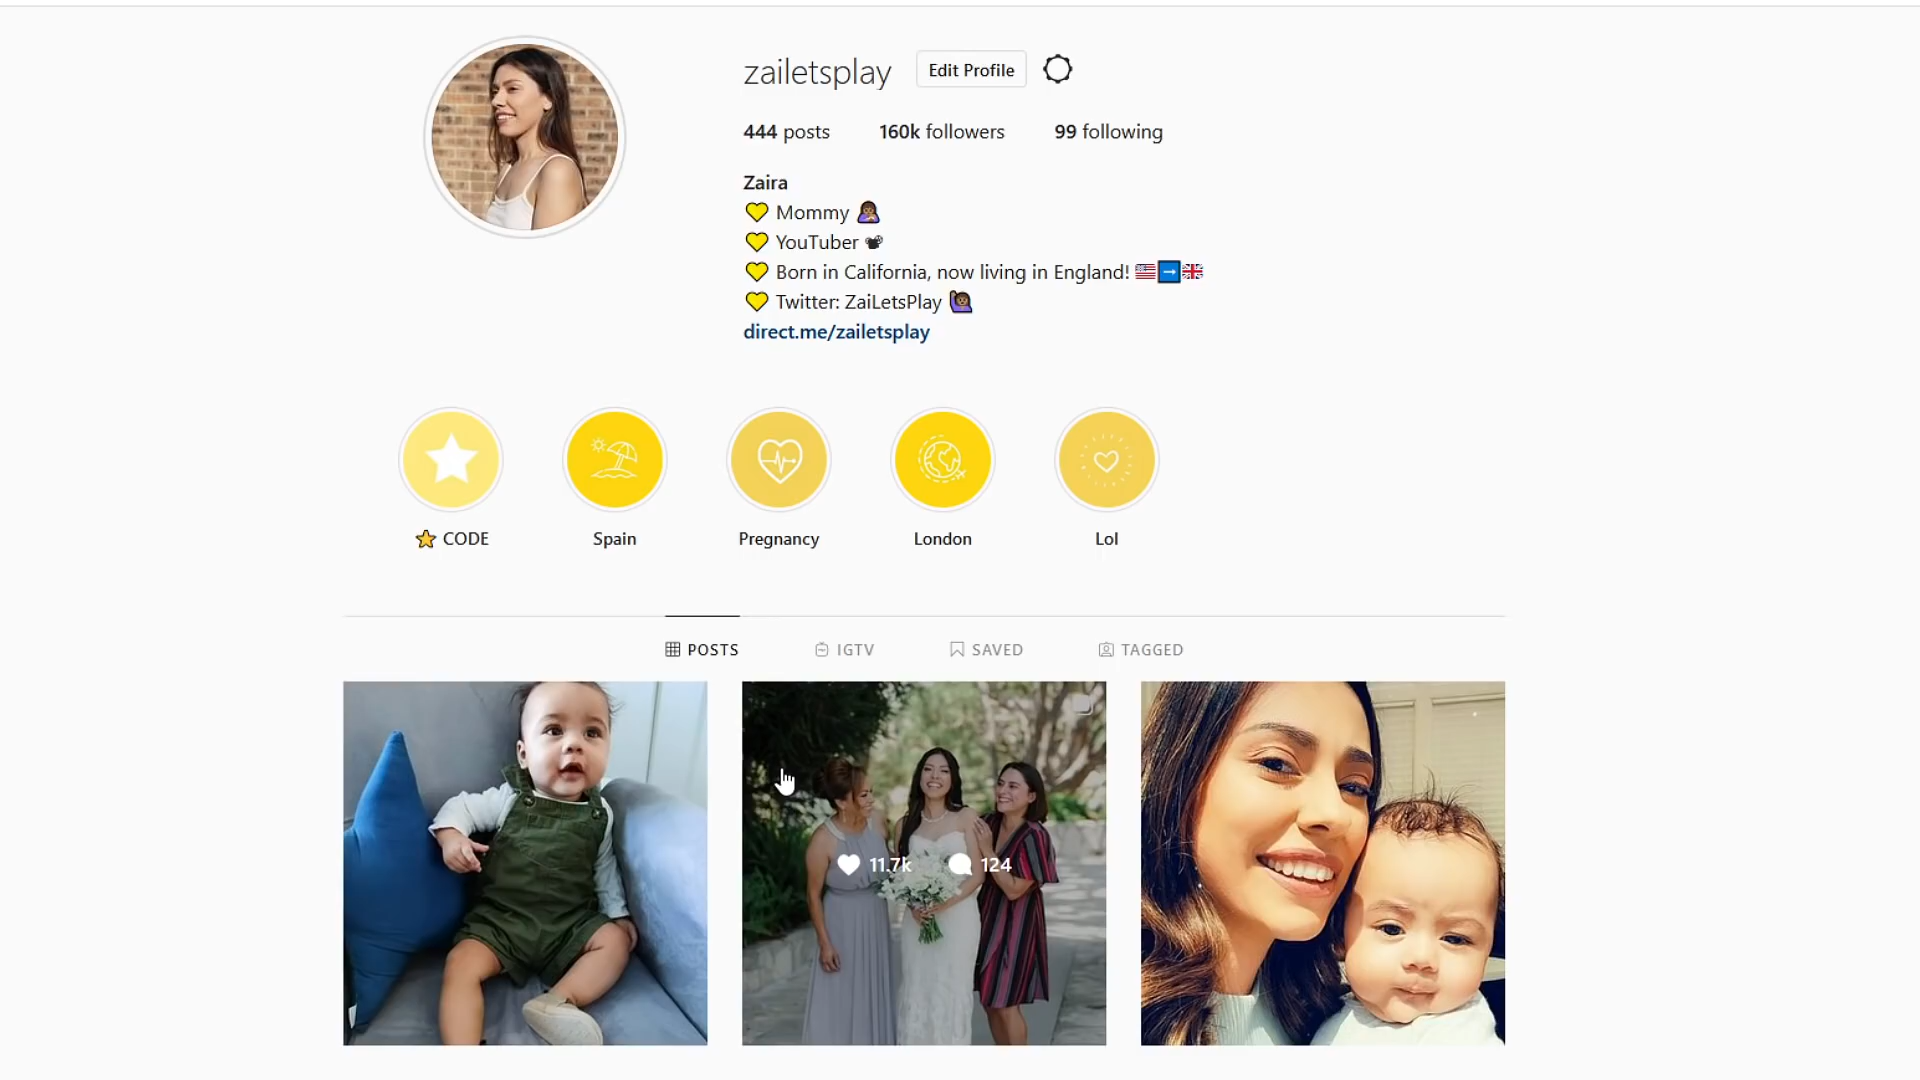 zailetsplay Edit Profile
444 posts 160k followers 99 following
Zaira
💛 Mommy 🤱🏾
💛 YouTuber 📽
💛 Born in California, now living in England! 🇺🇸➡️🇬🇧
💛 Twitter: ZaiLetsPlay 🙋🏾‍♀️
direct.me/zailetsplay
⭐ CODE Spain Pregnancy London Lol
POSTS IGTV SAVED TAGGED
11.7k 124